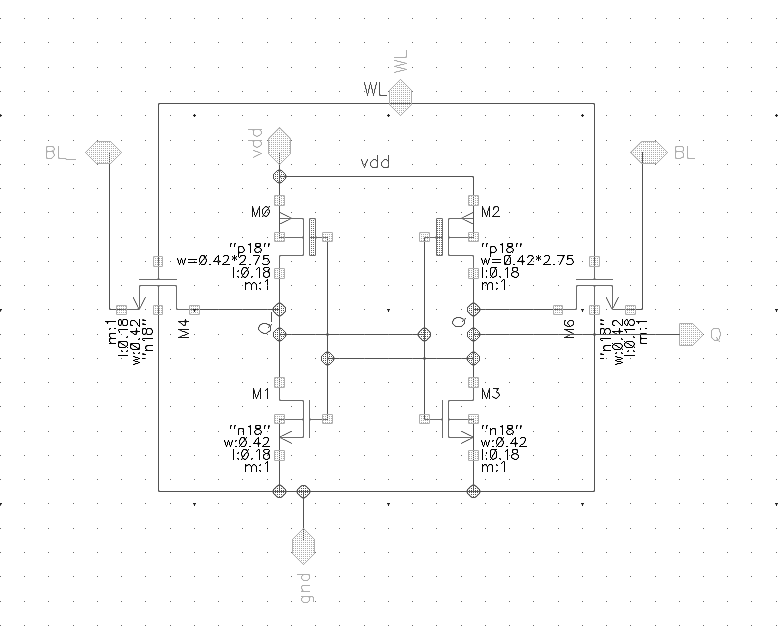 WL
WL
BL_
vdd
vdd
BL
M0
M2
"p18"
w=0.42*2.75
l:0.18
m:1
"p18"
w=0.42*2.75
l:0.18
m:1
M4
"n18"
w:0.42
l:0.18
m:1
Q_
Q
M6
"n18"
w:0.42
l:0.18
m:1
Q
M1
M3
"n18"
w:0.42
l:0.18
m:1
"n18"
w:0.42
l:0.18
m:1
gnd